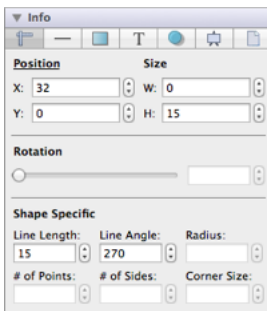 Info
T
Position Size
X: 32 W: 0
Y: 0 H: 15
Rotation
Shape Specific
Line Length: Line Angle: Radius:
15 270
# of Points: # of Sides: Corner Size: